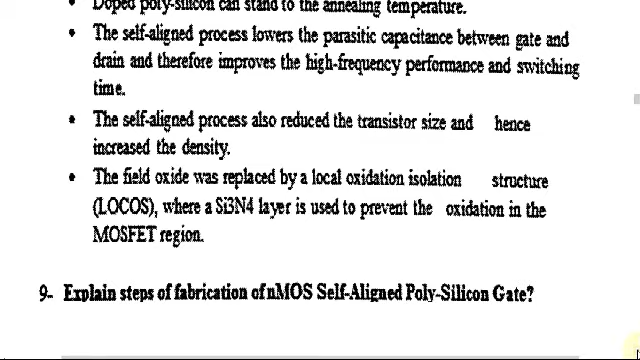 • Doped poly-silicon can stand to the annealing temperature.
• The self-aligned process lowers the parasitic capacitance between gate and
drain and therefore improves the high-frequency performance and switching
time.
• The self-aligned process also reduced the transistor size and hence
increased the density.
• The field oxide was replaced by a local oxidation isolation structure
(LOCOS), where a Si3N4 layer is used to prevent the oxidation in the
MOSFET region.
9- Explain steps of fabrication of nMOS Self-Aligned Poly-Silicon Gate?